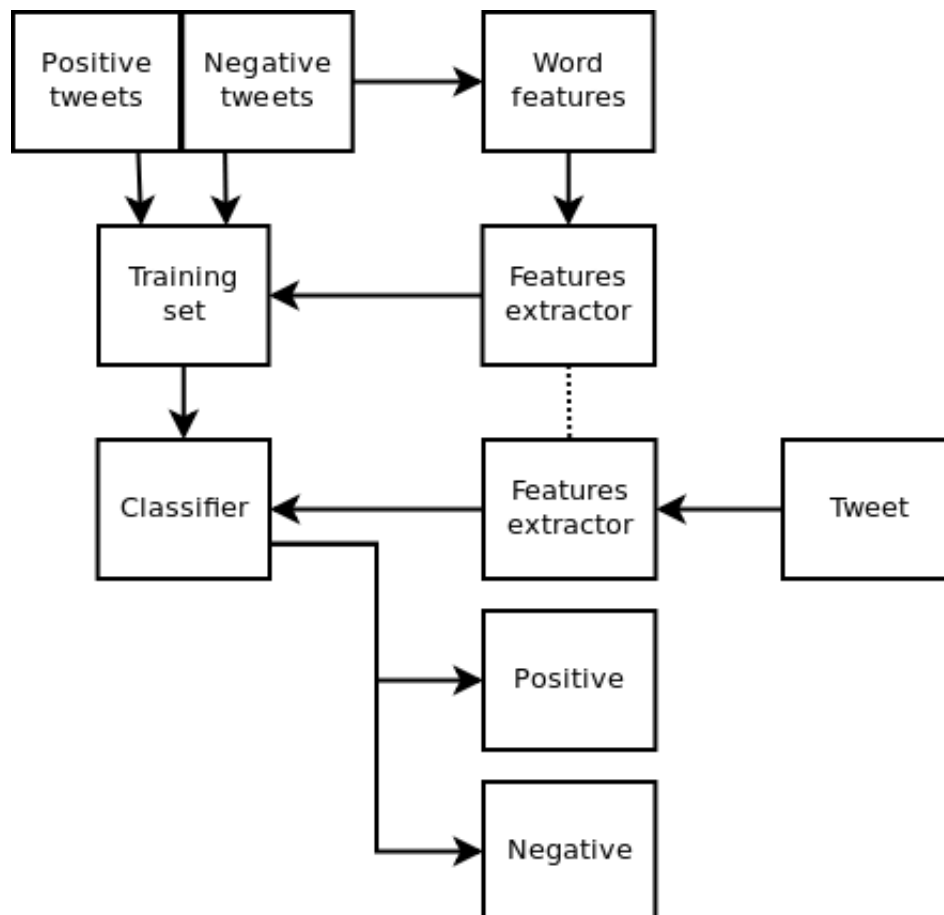 Positive
tweets
Negative
tweets
Word
features
Training
set
Features
extractor
Classifier
Features
extractor
Tweet
Positive
Negative